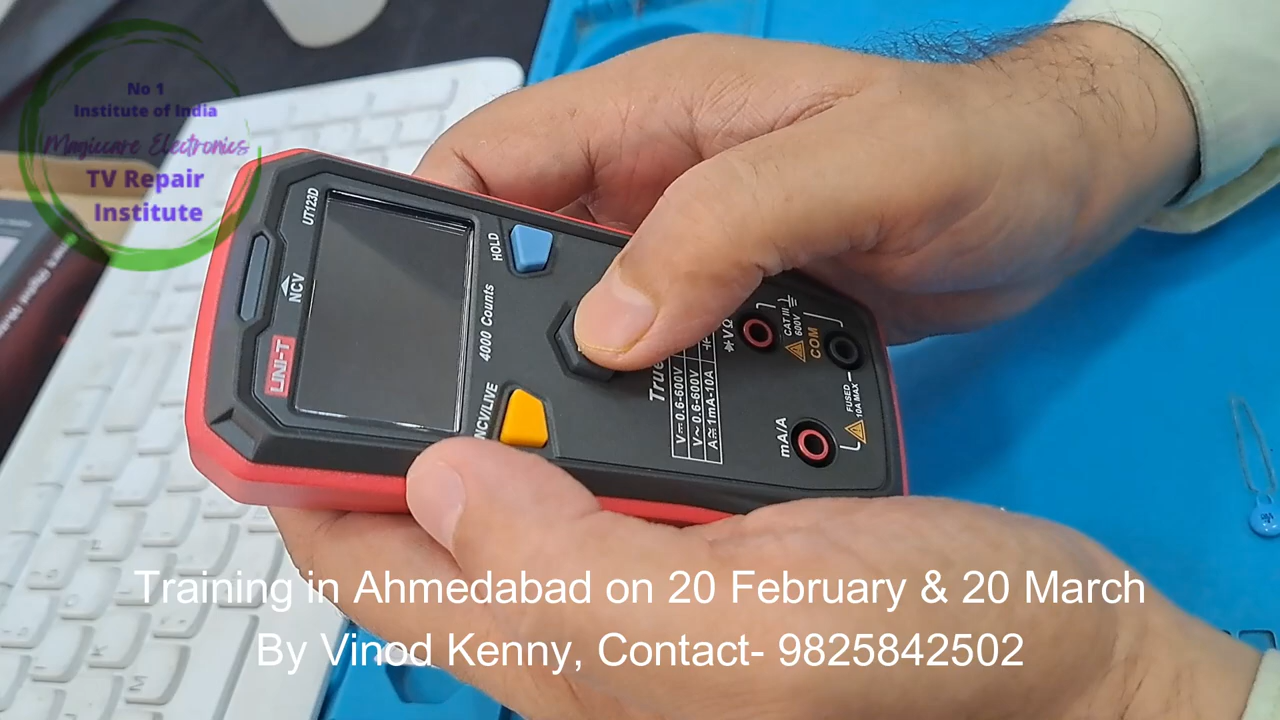 No 1
Institute of India
Magiccare Electronics
TV Repair
Institute
UT123D
NCV
UNI-T
HOLD
4000 Counts
NCV/LIVE
True
V⎓0.6-600V
V~0.6-600V
A≂1mA-10A
VΩ
CAT III
600V
COM
FUSED
10A MAX
mA/A
Training in Ahmedabad on 20 February & 20 March
By Vinod Kenny, Contact- 9825842502